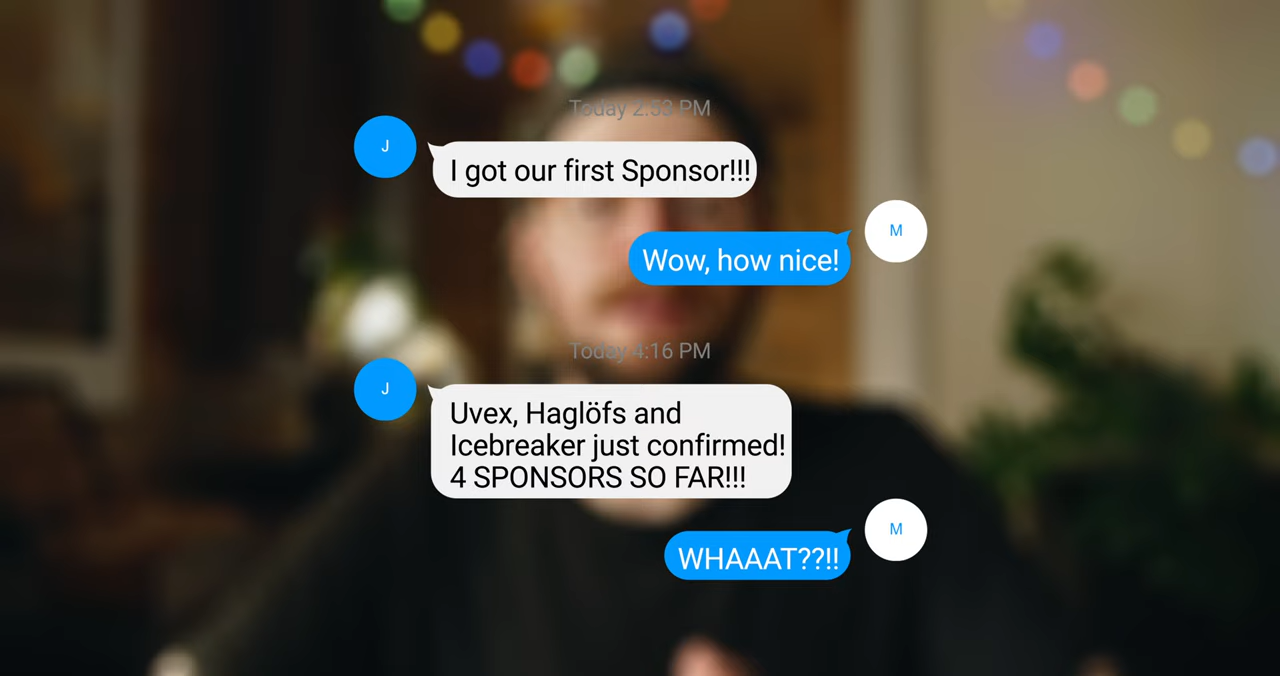 Today 2:53 PM
J
I got our first Sponsor!!!
M
Wow, how nice!
Today 4:16 PM
J
Uvex, Haglöfs and
Icebreaker just confirmed!
4 SPONSORS SO FAR!!!
M
WHAAAT??!!